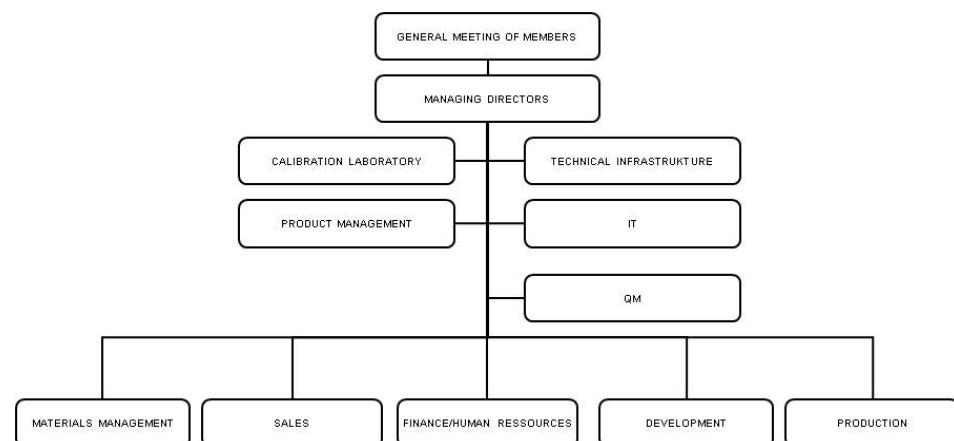 GENERAL MEETING OF MEMBERS
MANAGING DIRECTORS
CALIBRATION LABORATORY
TECHNICAL INFRASTRUKTURE
PRODUCT MANAGEMENT
IT
QM
MATERIALS MANAGEMENT
SALES
FINANCE/HUMAN RESSOURCES
DEVELOPMENT
PRODUCTION